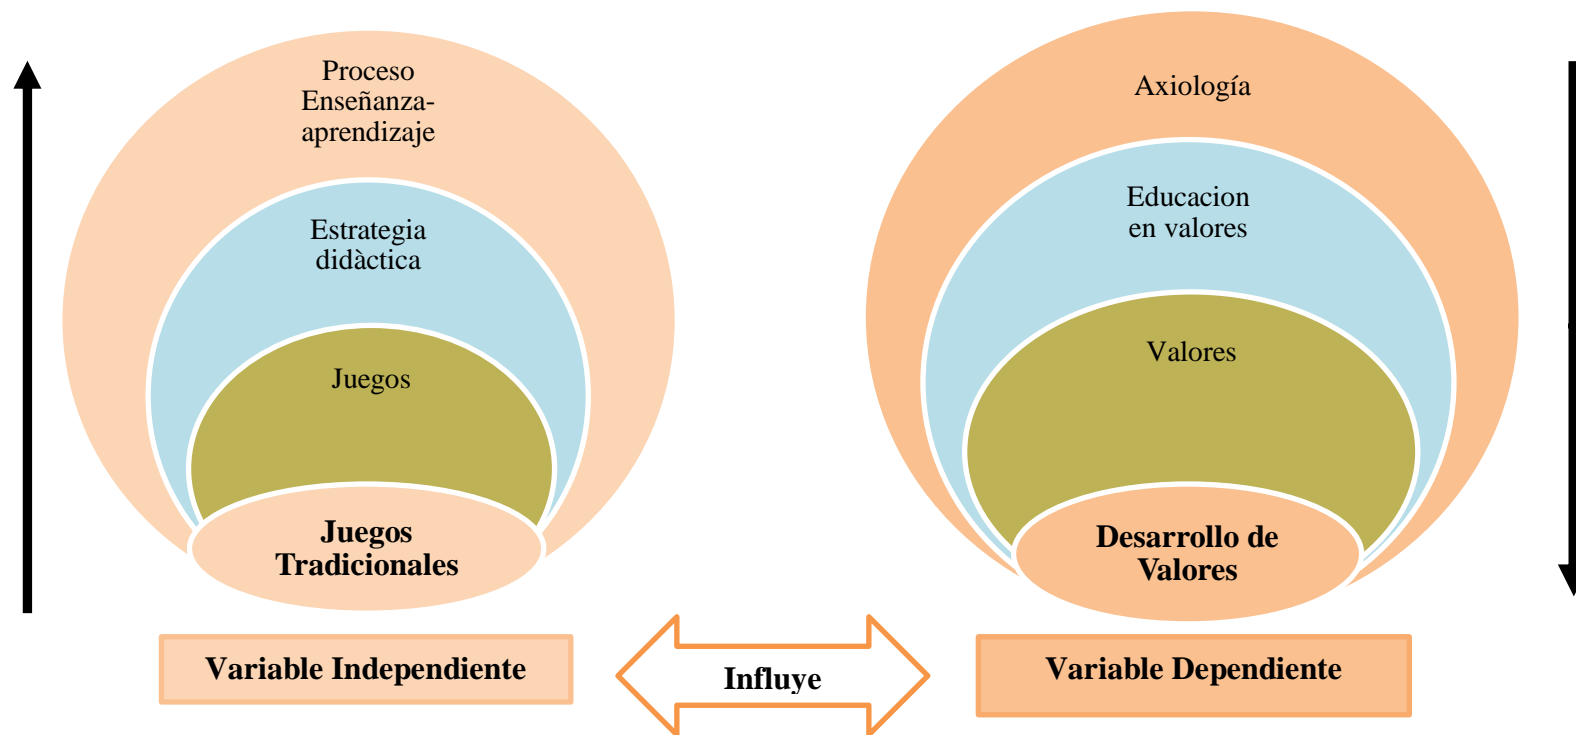 Proceso
Enseñanza-
aprendizaje
Estrategia
didàctica
Juegos
Juegos
Tradicionales
Variable Independiente
Influye
Axiología
Educacion
en valores
Valores
Desarrollo de
Valores
Variable Dependiente